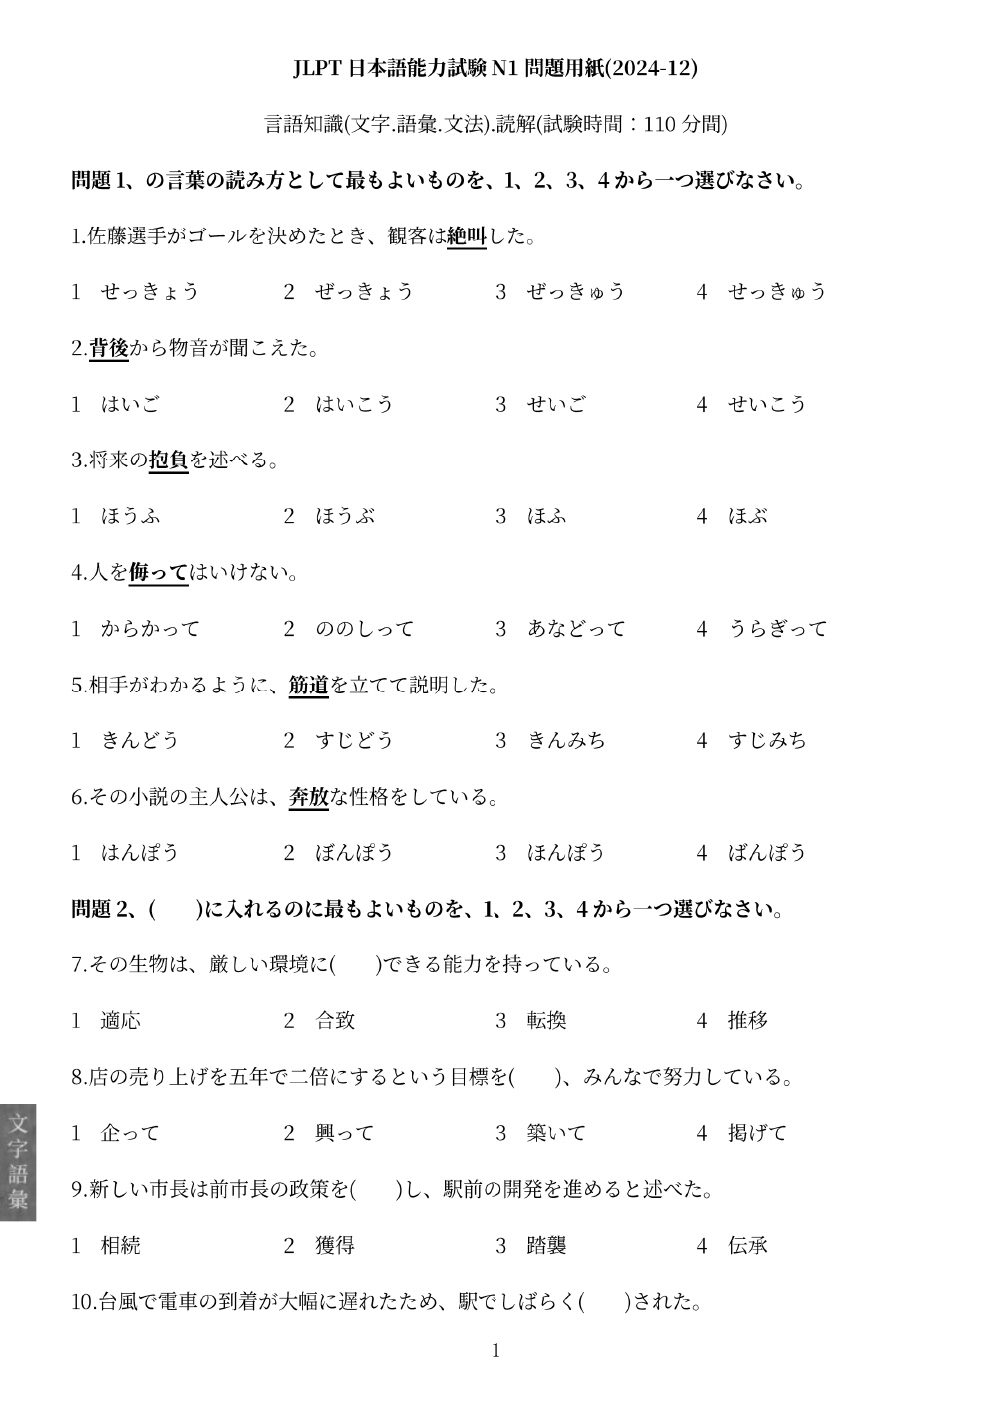 JLPT 日本語能力試験 N1 問題用紙(2024-12)
言語知識(文字.語彙.文法).読解(試験時間：110 分間)
問題 1、の言葉の読み方として最もよいものを、1、2、3、4 から一つ選びなさい。
1.佐藤選手がゴールを決めたとき、観客は絶叫した。
1 せっきょう 2 ぜっきょう 3 ぜっきゅう 4 せっきゅう
2.背後から物音が聞こえた。
1 はいご 2 はいこう 3 せいご 4 せいこう
3.将来の抱負を述べる。
1 ほうふ 2 ほうぶ 3 ほふ 4 ほぶ
4.人を侮ってはいけない。
1 からかって 2 ののしって 3 あなどって 4 うらぎって
5.相手がわかるように、筋道を立てて説明した。
1 きんどう 2 すじどう 3 きんみち 4 すじみち
6.その小説の主人公は、奔放な性格をしている。
1 はんぽう 2 ぼんぽう 3 ほんぽう 4 ばんぽう
問題 2、(　　)に入れるのに最もよいものを、1、2、3、4 から一つ選びなさい。
7.その生物は、厳しい環境に(　　)できる能力を持っている。
1 適応 2 合致 3 転換 4 推移
8.店の売り上げを五年で二倍にするという目標を(　　)、みんなで努力している。
1 企って 2 興って 3 築いて 4 掲げて
9.新しい市長は前市長の政策を(　　)し、駅前の開発を進めると述べた。
1 相続 2 獲得 3 踏襲 4 伝承
10.台風で電車の到着が大幅に遅れたため、駅でしばらく(　　)された。
文字語彙
1